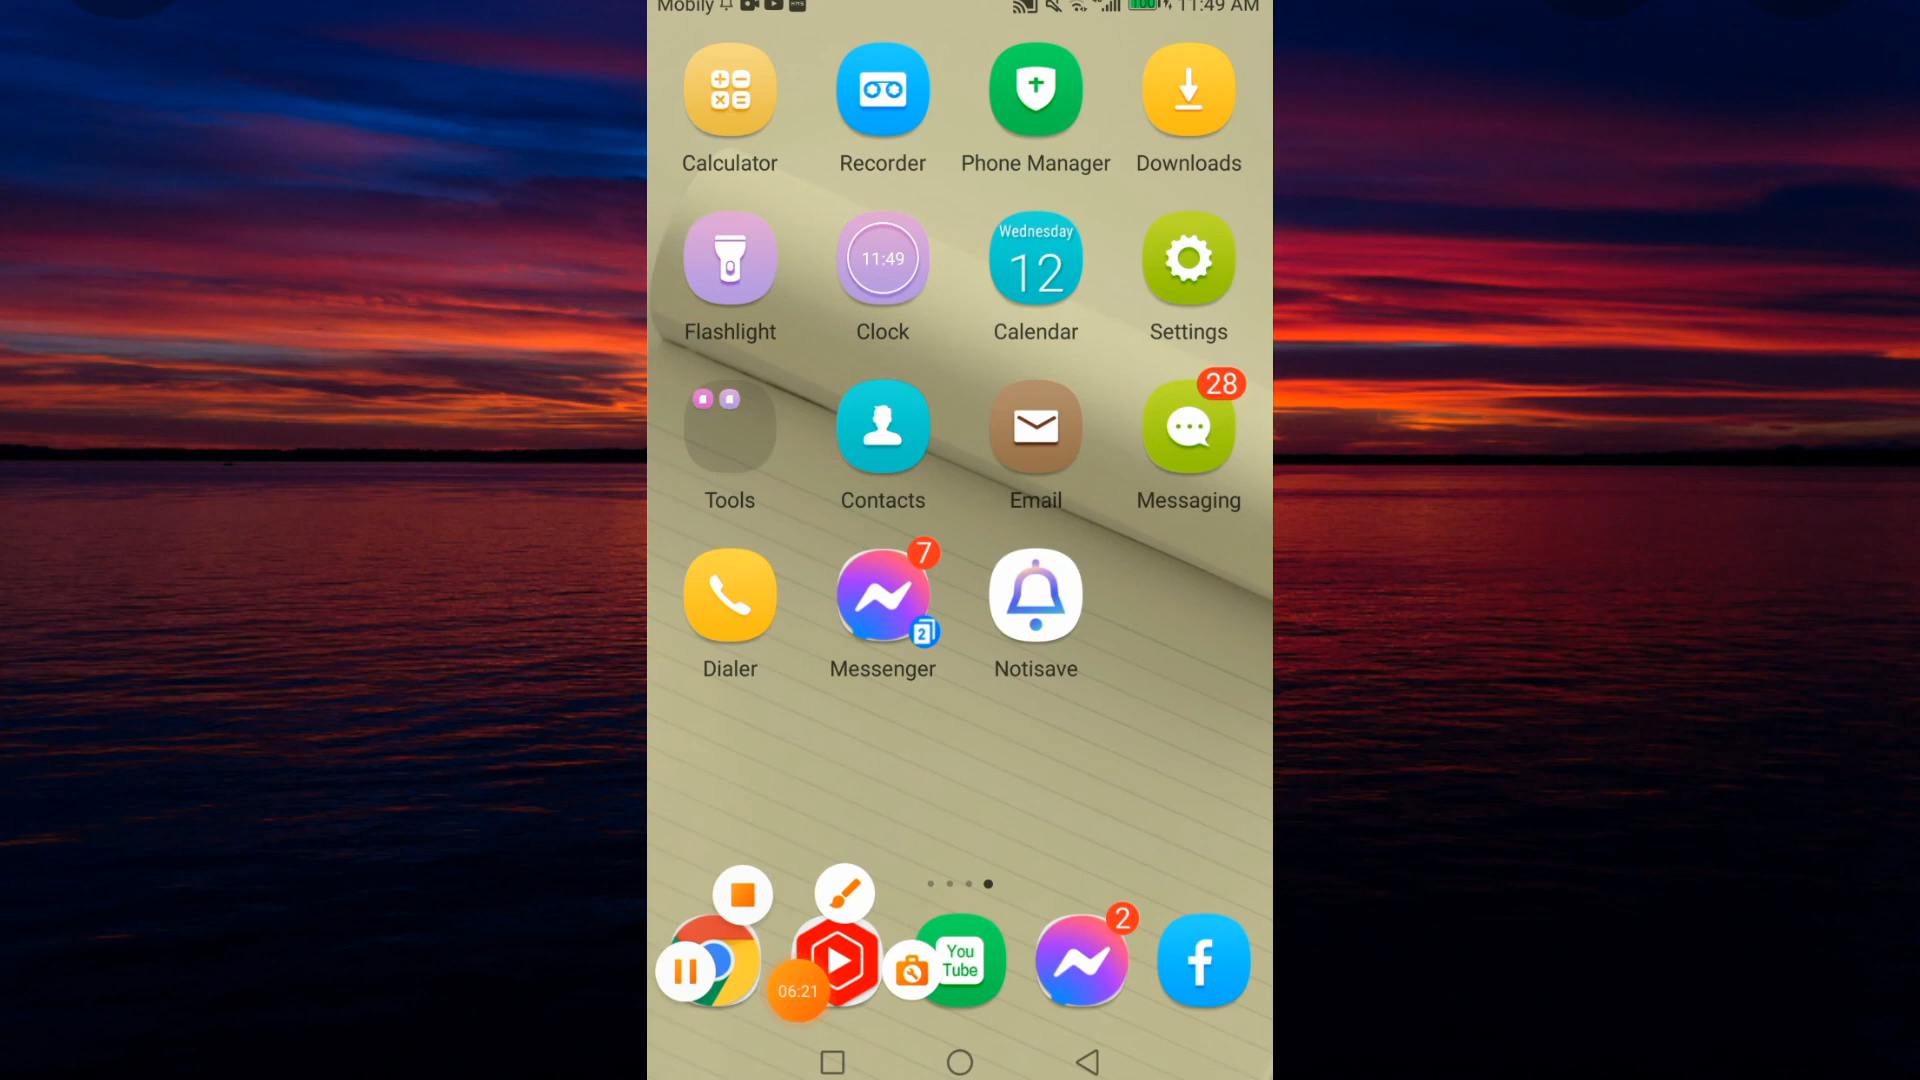 Mobily 11:49 AM
100
Calculator Recorder Phone Manager Downloads
Wednesday
11:49 12
Flashlight Clock Calendar Settings
28
Tools Contacts Email Messaging
7
2
Dialer Messenger Notisave
2
You
Tube
06:21